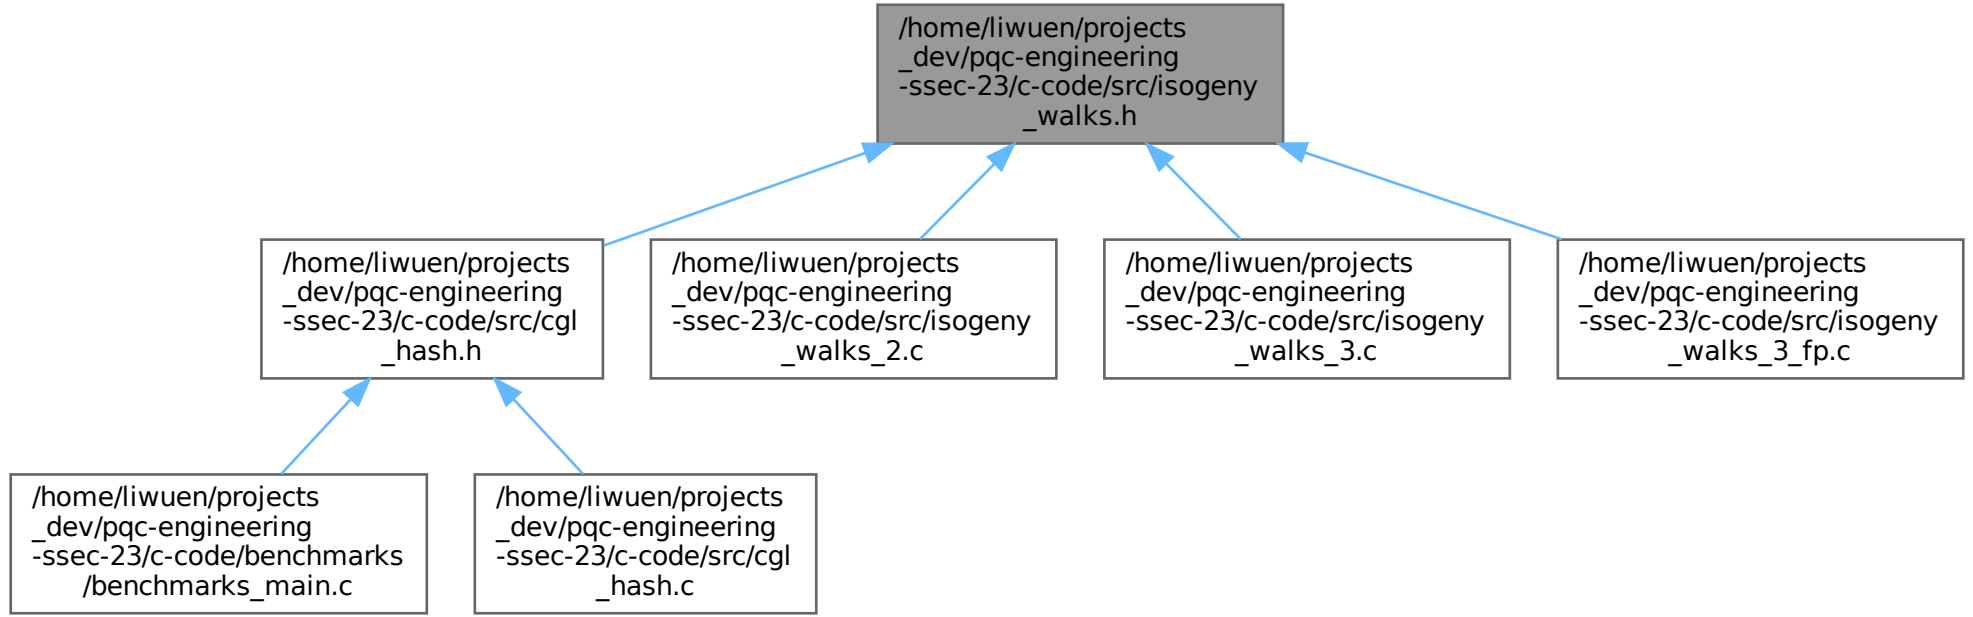 /home/liwuen/projects
_dev/pqc-engineering
-ssec-23/c-code/src/isogeny
_walks.h
/home/liwuen/projects
_dev/pqc-engineering
-ssec-23/c-code/src/cgl
_hash.h
/home/liwuen/projects
_dev/pqc-engineering
-ssec-23/c-code/src/isogeny
_walks_2.c
/home/liwuen/projects
_dev/pqc-engineering
-ssec-23/c-code/src/isogeny
_walks_3.c
/home/liwuen/projects
_dev/pqc-engineering
-ssec-23/c-code/src/isogeny
_walks_3_fp.c
/home/liwuen/projects
_dev/pqc-engineering
-ssec-23/c-code/benchmarks
/benchmarks_main.c
/home/liwuen/projects
_dev/pqc-engineering
-ssec-23/c-code/src/cgl
_hash.c